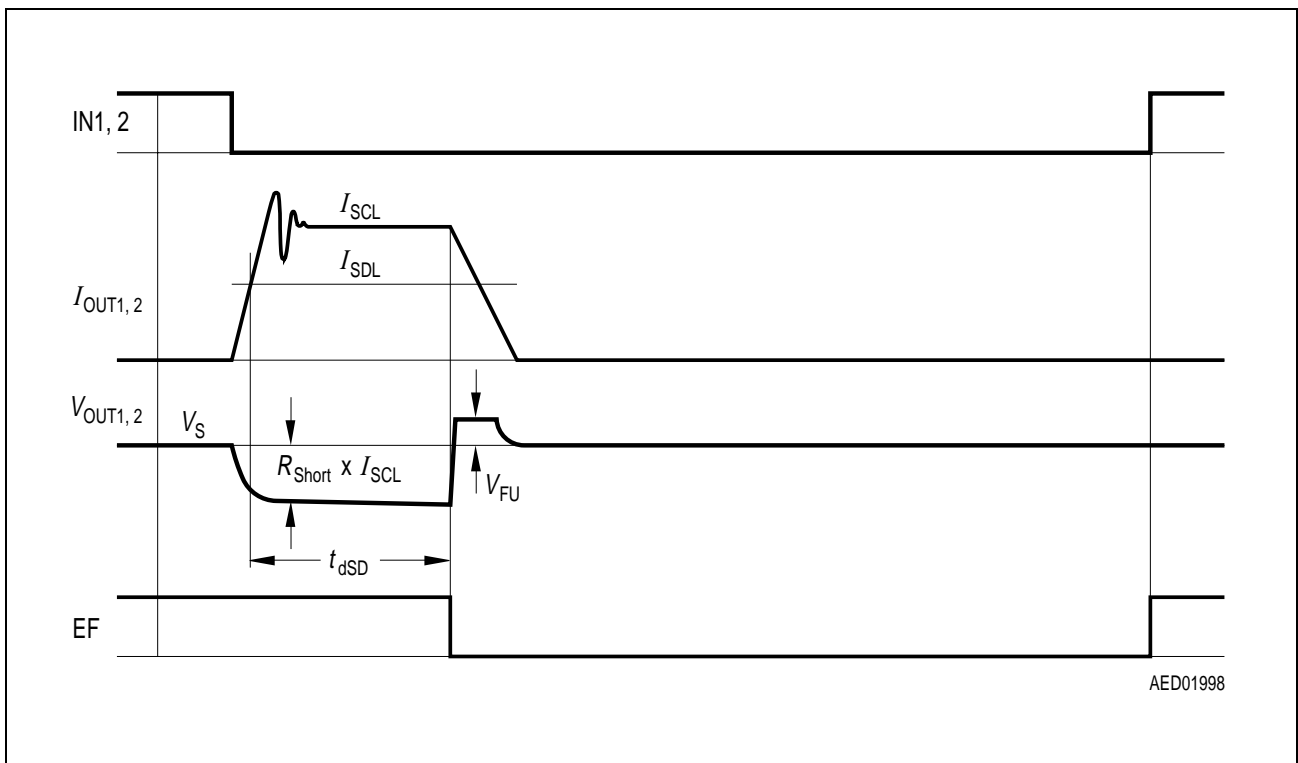 IN1, 2
I_SCL
I_SDL
I_OUT1, 2
V_OUT1, 2
V_S
R_Short x I_SCL
V_FU
t_dSD
EF
AED01998